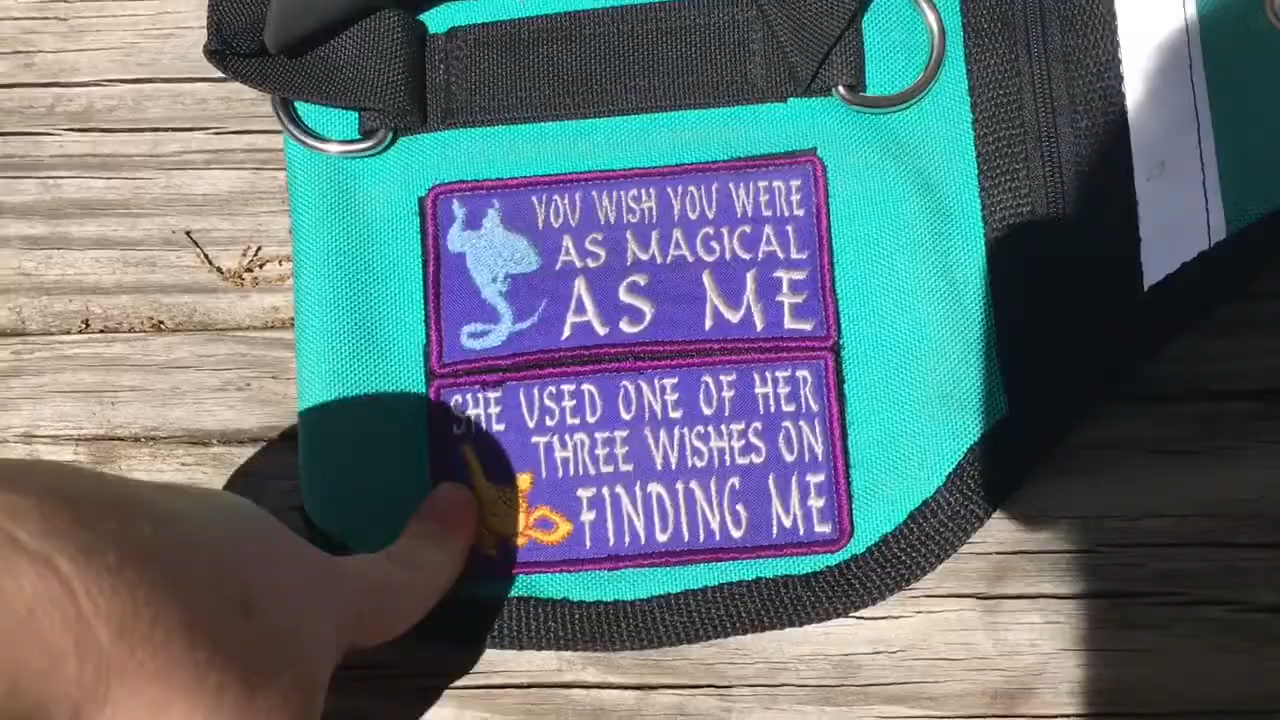 YOU WISH YOU WERE
AS MAGICAL
AS ME
SHE USED ONE OF HER
THREE WISHES ON
FINDING ME